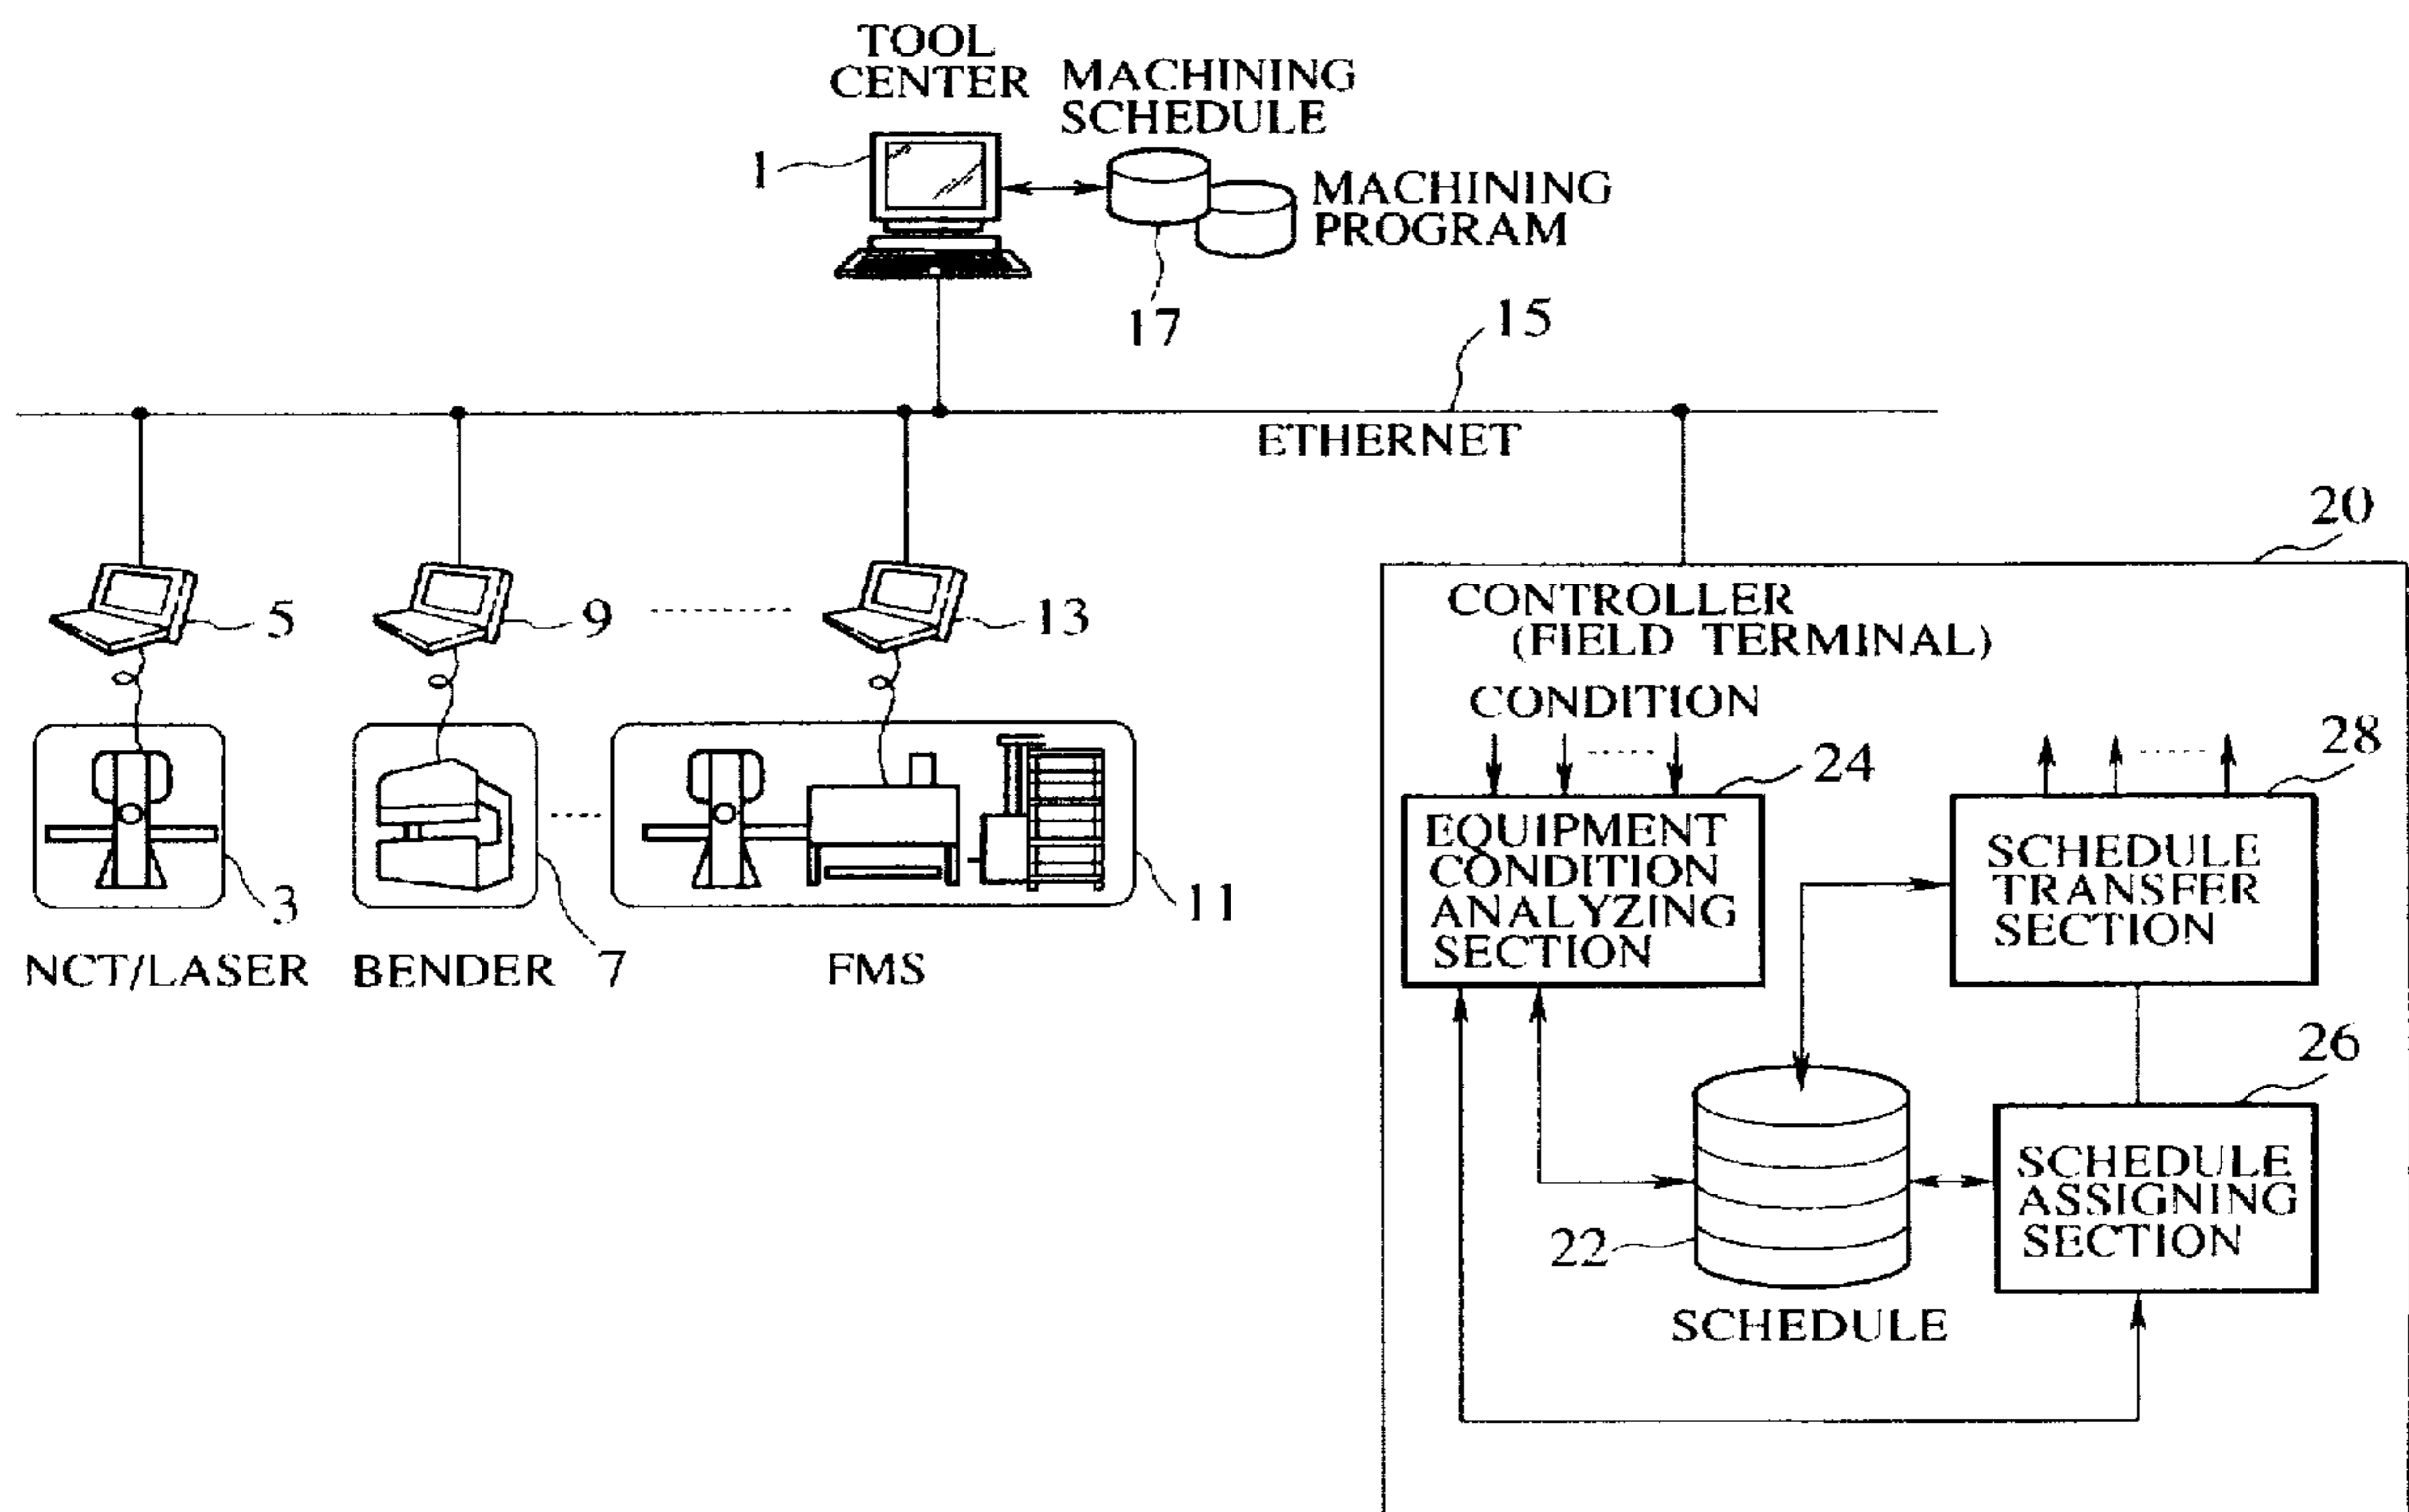 TOOL
CENTER
MACHINING
SCHEDULE
1
MACHINING
PROGRAM
17
15
ETHERNET
20
5
9
13
CONTROLLER
(FIELD TERMINAL)
CONDITION
24
28
EQUIPMENT
CONDITION
ANALYZING
SECTION
SCHEDULE
TRANSFER
SECTION
3
7
11
NCT/LASER
BENDER
FMS
26
SCHEDULE
ASSIGNING
SECTION
22
SCHEDULE